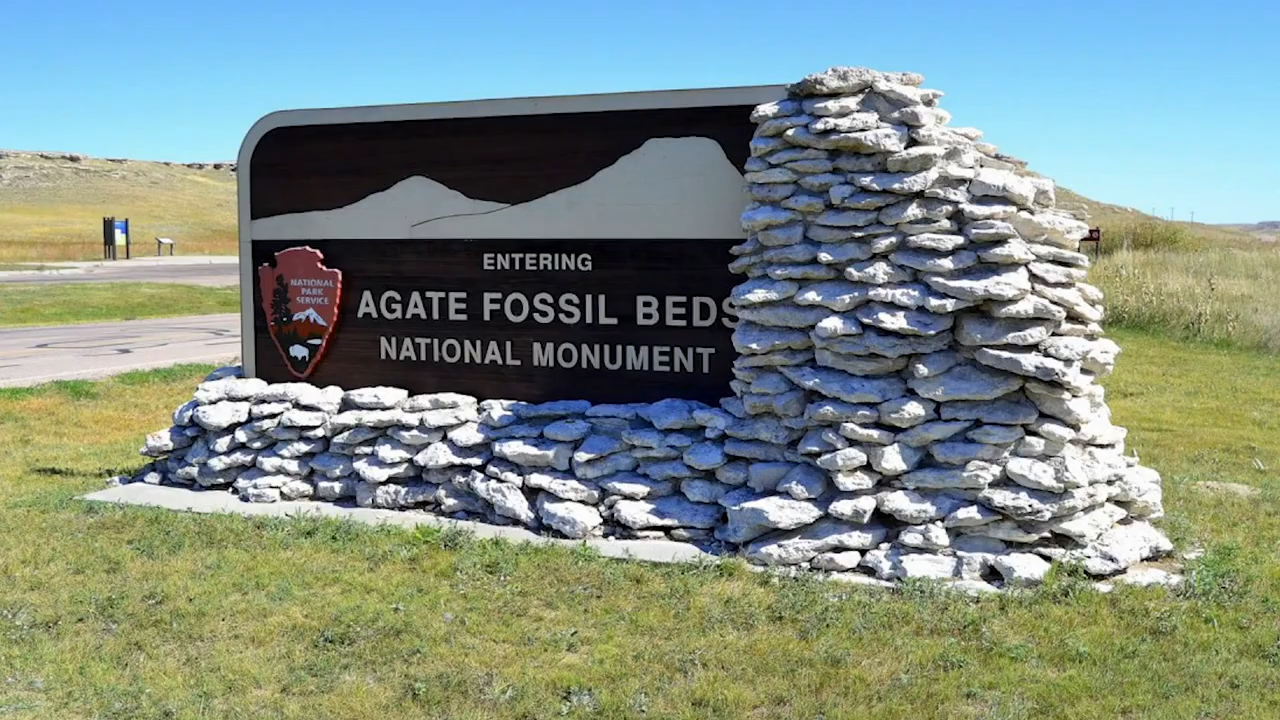 ENTERING
AGATE FOSSIL BEDS
NATIONAL MONUMENT
NATIONAL
PARK
SERVICE